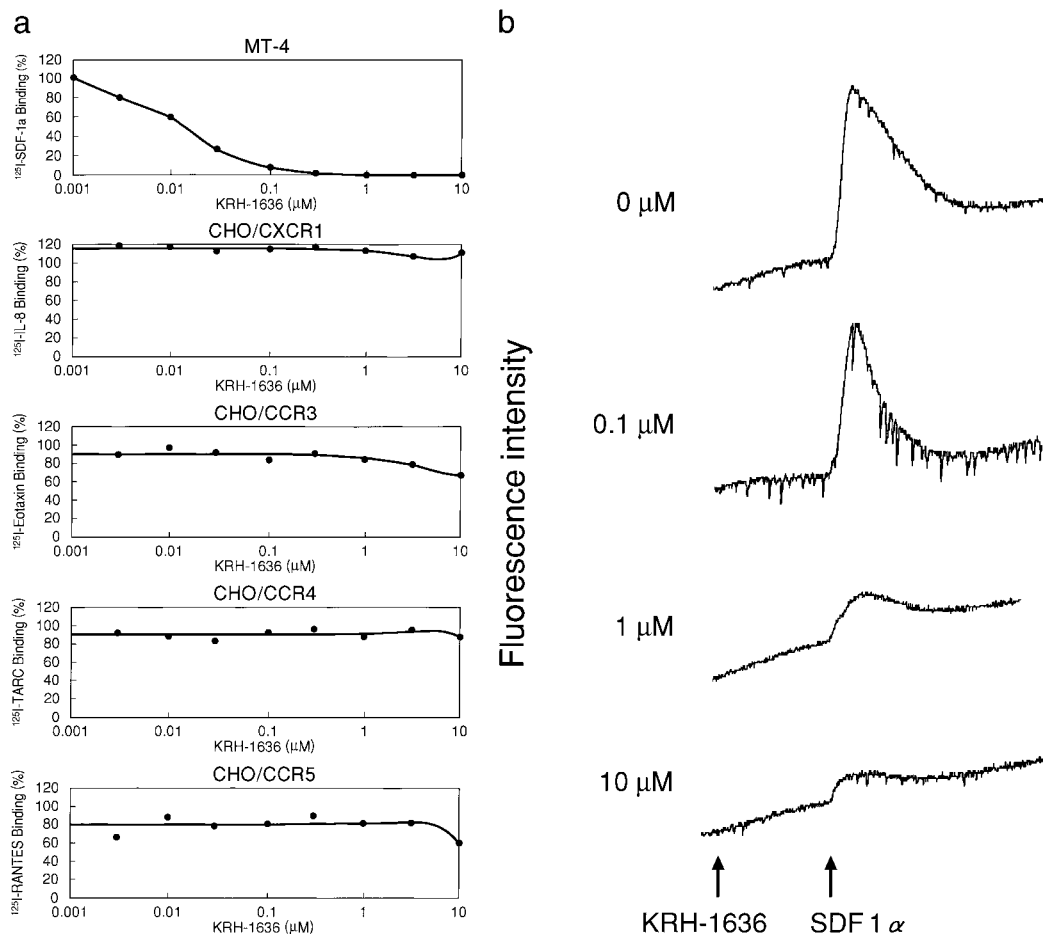 a
MT-4
¹²⁵I-SDF-1a Binding (%)
120
100
80
60
40
20
0
0.001 0.01 0.1 1 10
KRH-1636 (μM)
CHO/CXCR1
¹²⁵I-IL-8 Binding (%)
120
100
80
60
40
20
0
0.001 0.01 0.1 1 10
KRH-1636 (μM)
CHO/CCR3
¹²⁵I-Eotaxin Binding (%)
120
100
80
60
40
20
0
0.001 0.01 0.1 1 10
KRH-1636 (μM)
CHO/CCR4
¹²⁵I-TARC Binding (%)
120
100
80
60
40
20
0
0.001 0.01 0.1 1 10
KRH-1636 (μM)
CHO/CCR5
¹²⁵I-RANTES Binding (%)
120
100
80
60
40
20
0
0.001 0.01 0.1 1 10
KRH-1636 (μM)
b
Fluorescence intensity
0 μM
0.1 μM
1 μM
10 μM
KRH-1636 SDF 1 α